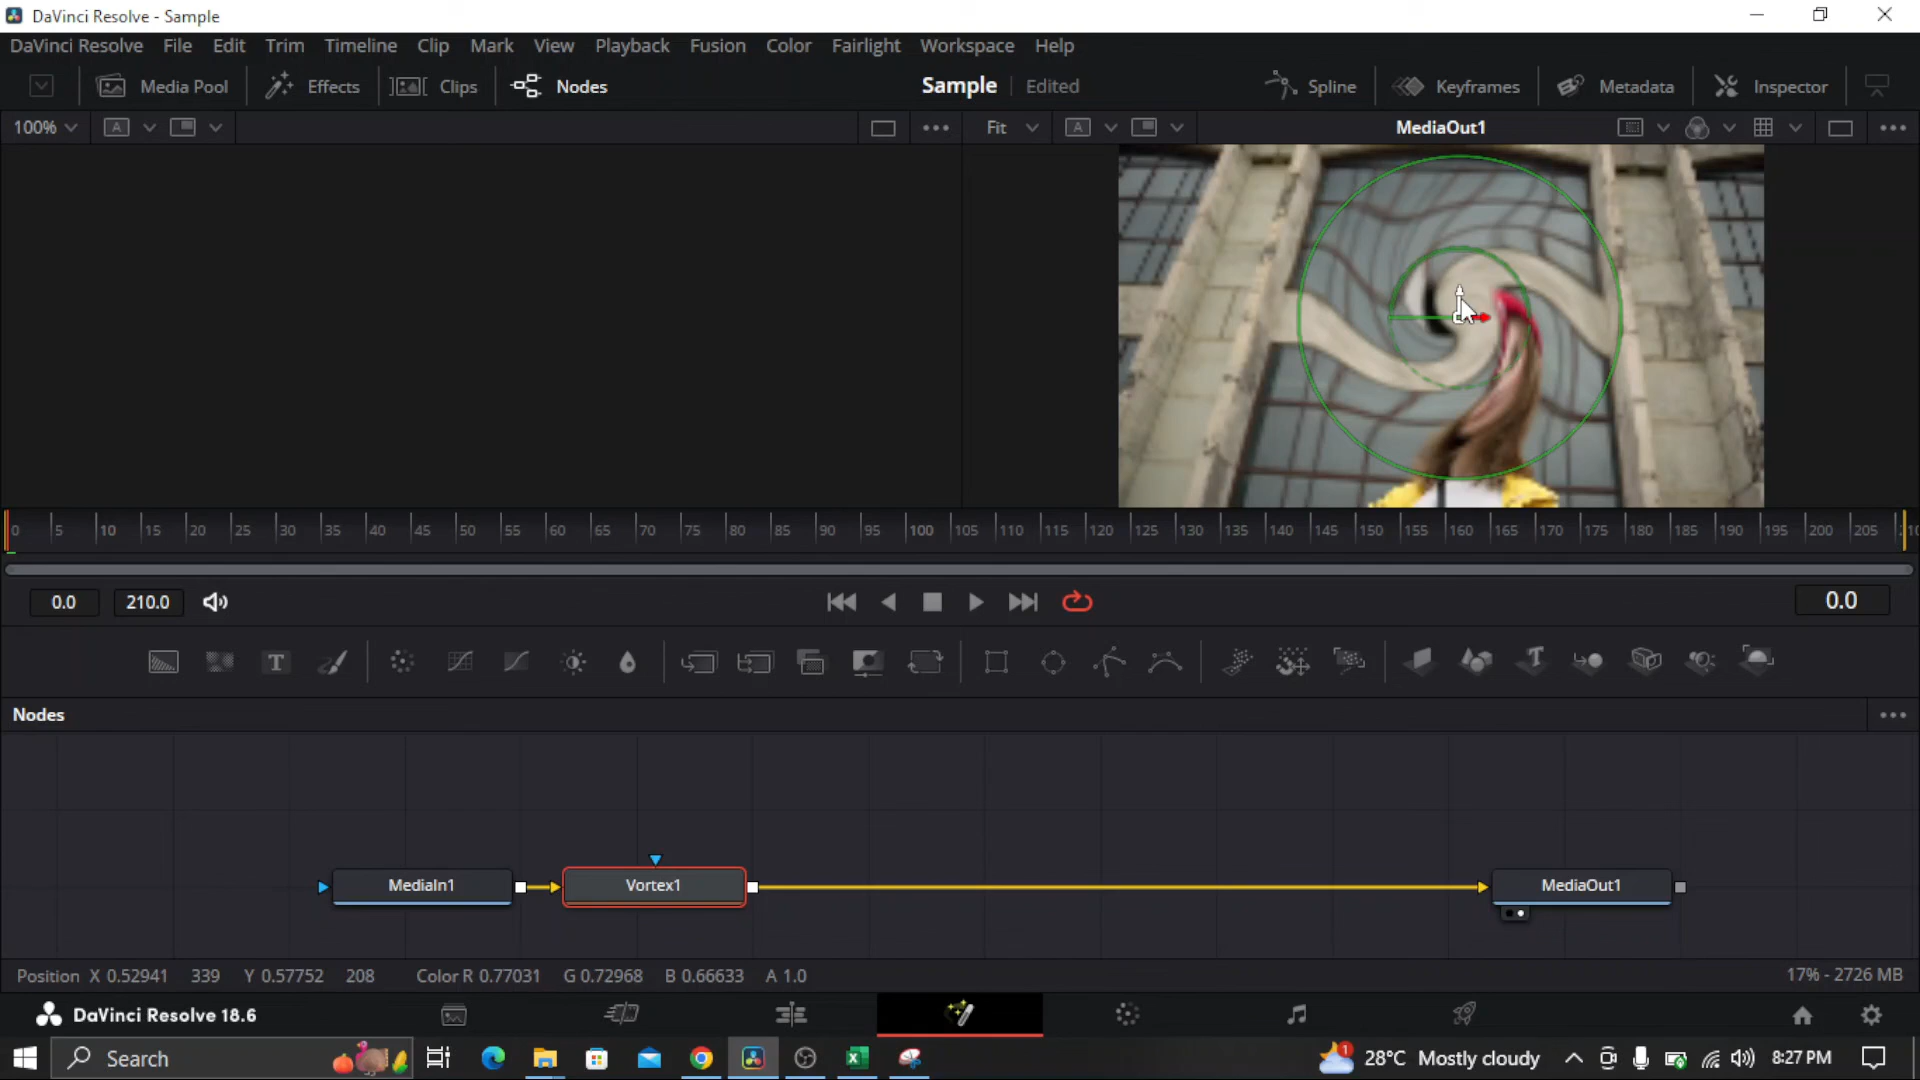 DaVinci Resolve - Sample
DaVinci Resolve File Edit Trim Timeline Clip Mark View Playback Fusion Color Fairlight Workspace Help
Media Pool Effects Clips Nodes Sample Edited Spline Keyframes Metadata Inspector
100% A Fit A MediaOut1
0 5 10 15 20 25 30 35 40 45 50 55 60 65 70 75 80 85 90 95 100 105 110 115 120 125 130 135 140 145 150 155 160 165 170 175 180 185 190 195 200 205
0.0 210.0 0.0
T T
Nodes
MediaIn1 Vortex1 MediaOut1
Position X 0.52941 339 Y 0.57752 208 Color R 0.77031 G 0.72968 B 0.66633 A 1.0 17% - 2726 MB
DaVinci Resolve 18.6
Search 1 28°C Mostly cloudy 8:27 PM